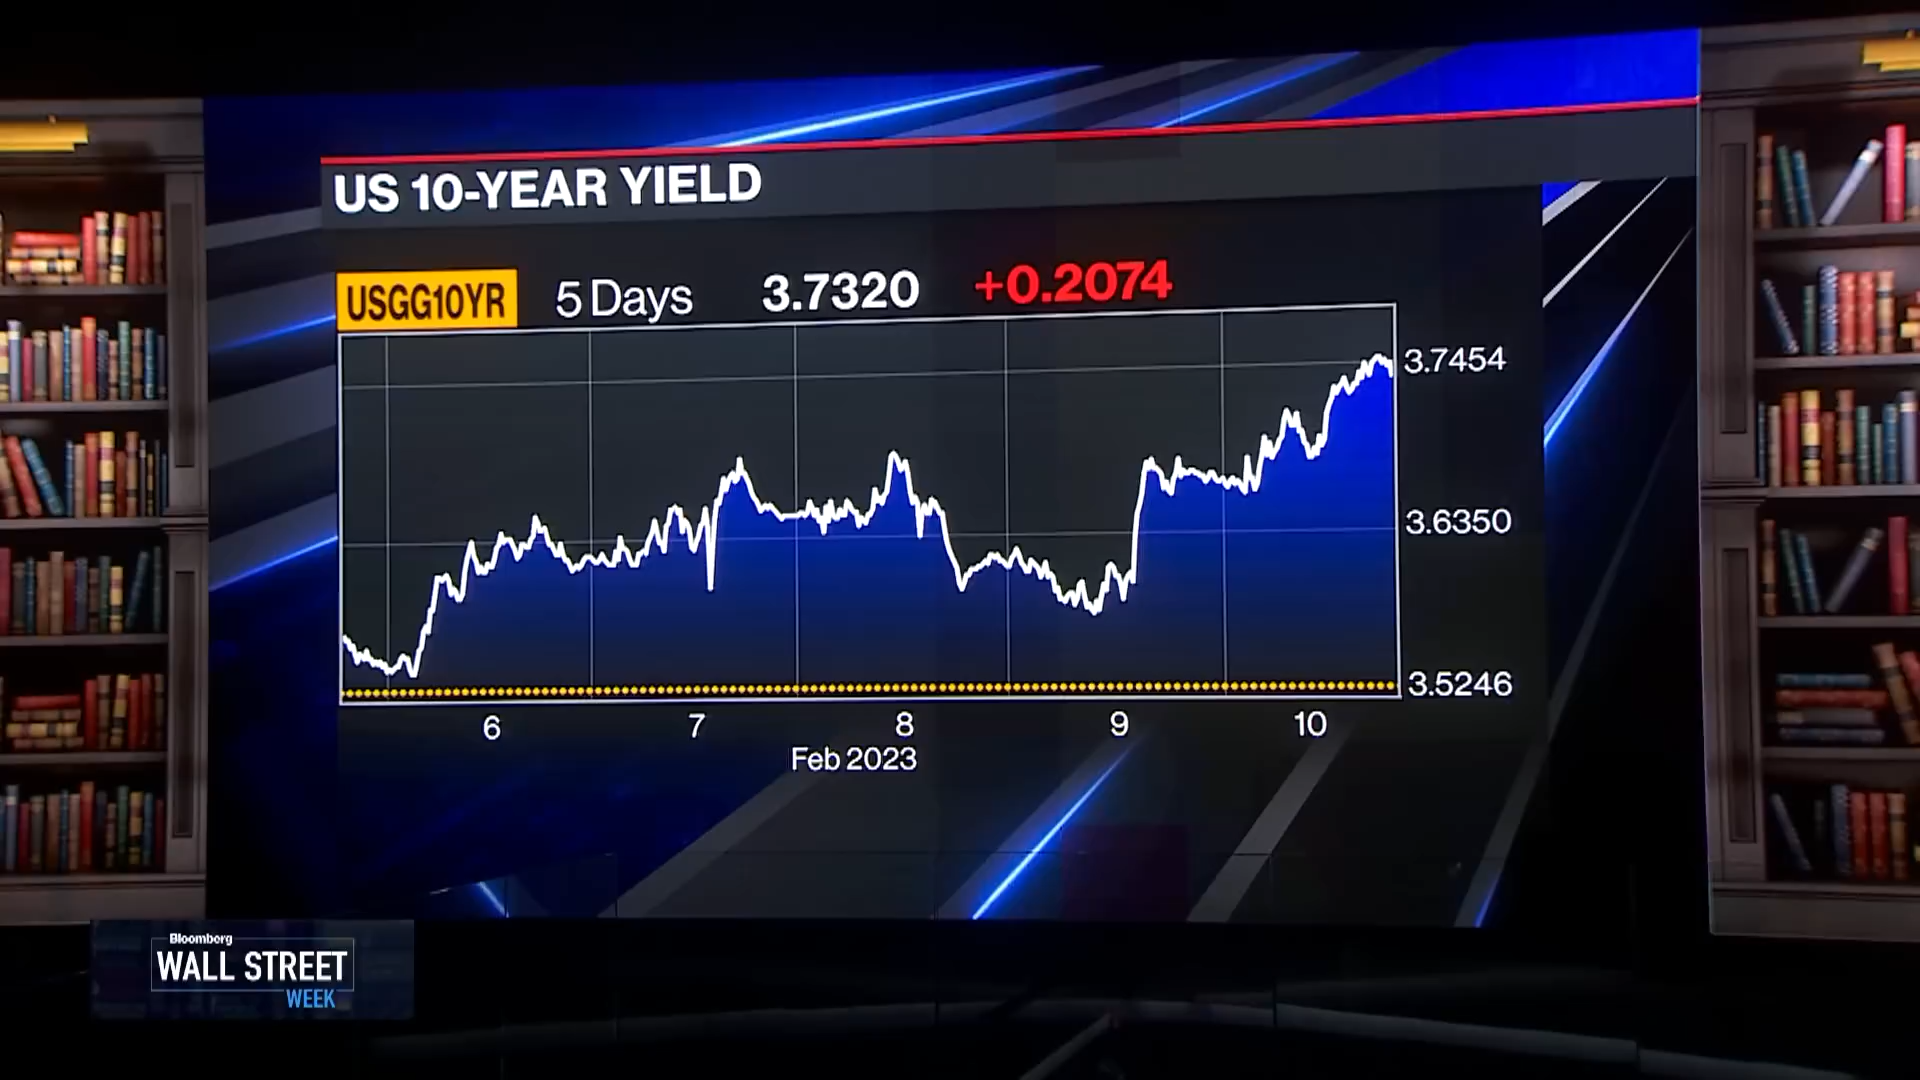 US 10-YEAR YIELD
USGG10YR 5 Days 3.7320 +0.2074
3.7454
3.6350
3.5246
6 7 8 9 10
Feb 2023
Bloomberg
WALL STREET
WEEK